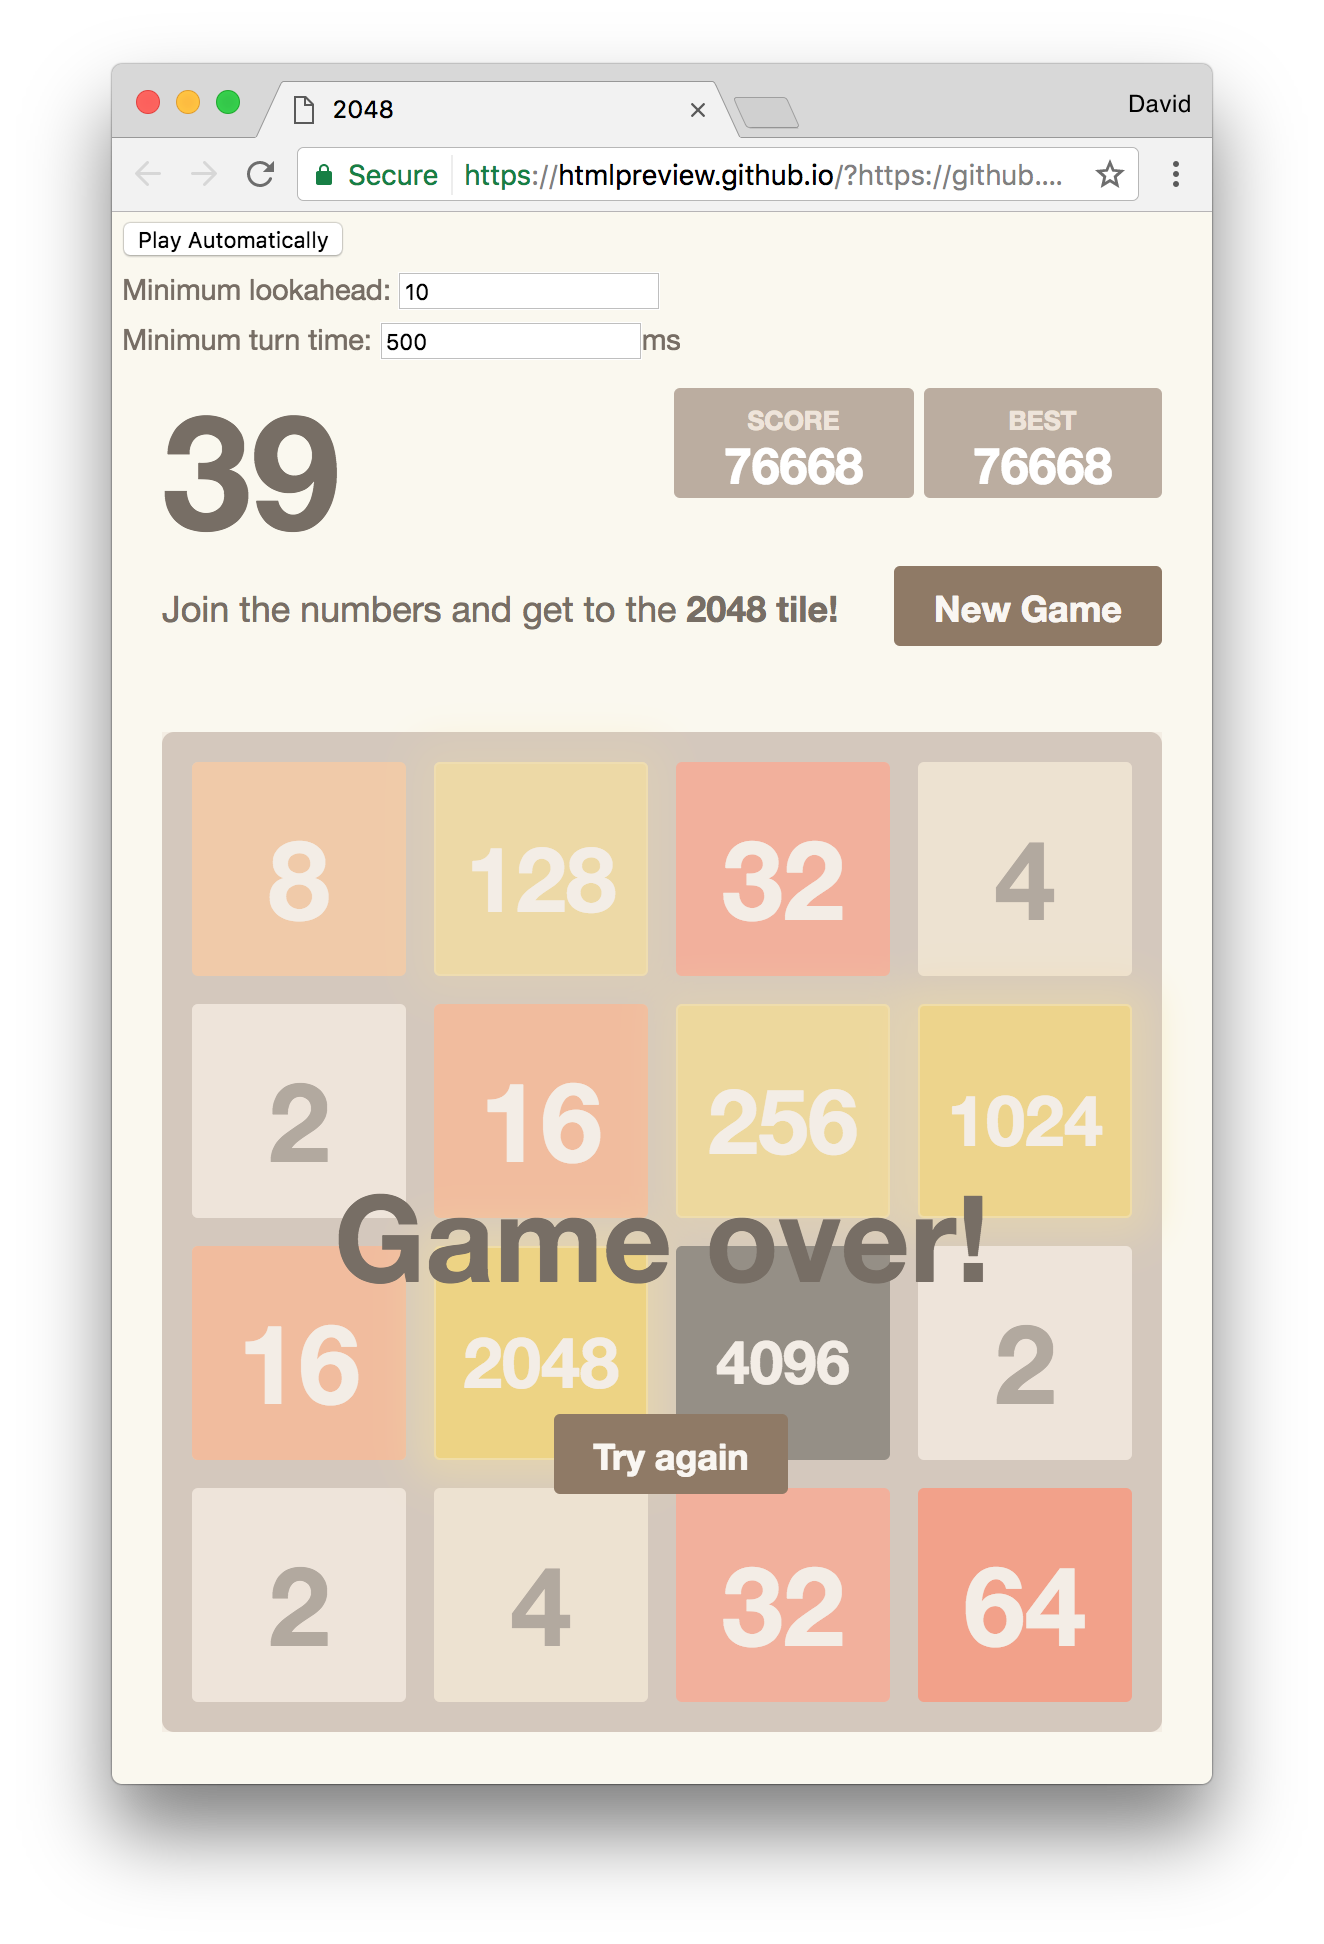 2048
David
Secure https://htmlpreview.github.io/?https://github....
Play Automatically
Minimum lookahead: 10
Minimum turn time: 500 ms
39
SCORE
76668
BEST
76668
Join the numbers and get to the 2048 tile!
New Game
8 128 32 4
2 16 256 1024
Game over!
16 2048 4096 2
Try again
2 4 32 64